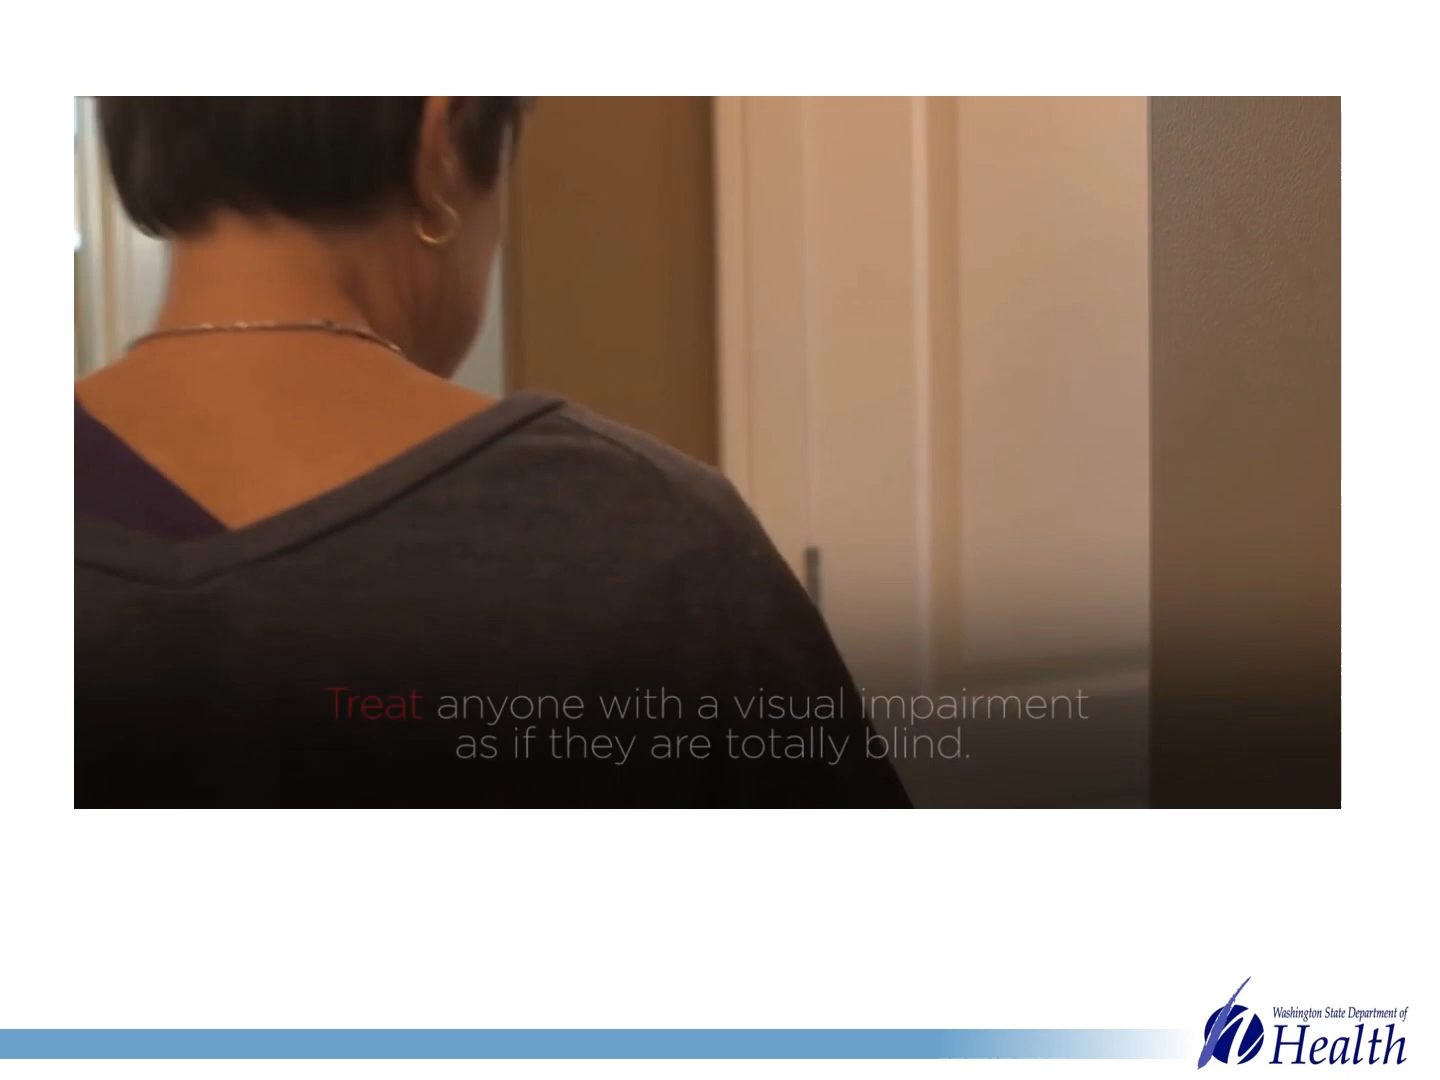 Treat anyone with a visual impairment
as if they are totally blind.
Washington State Department of
Health